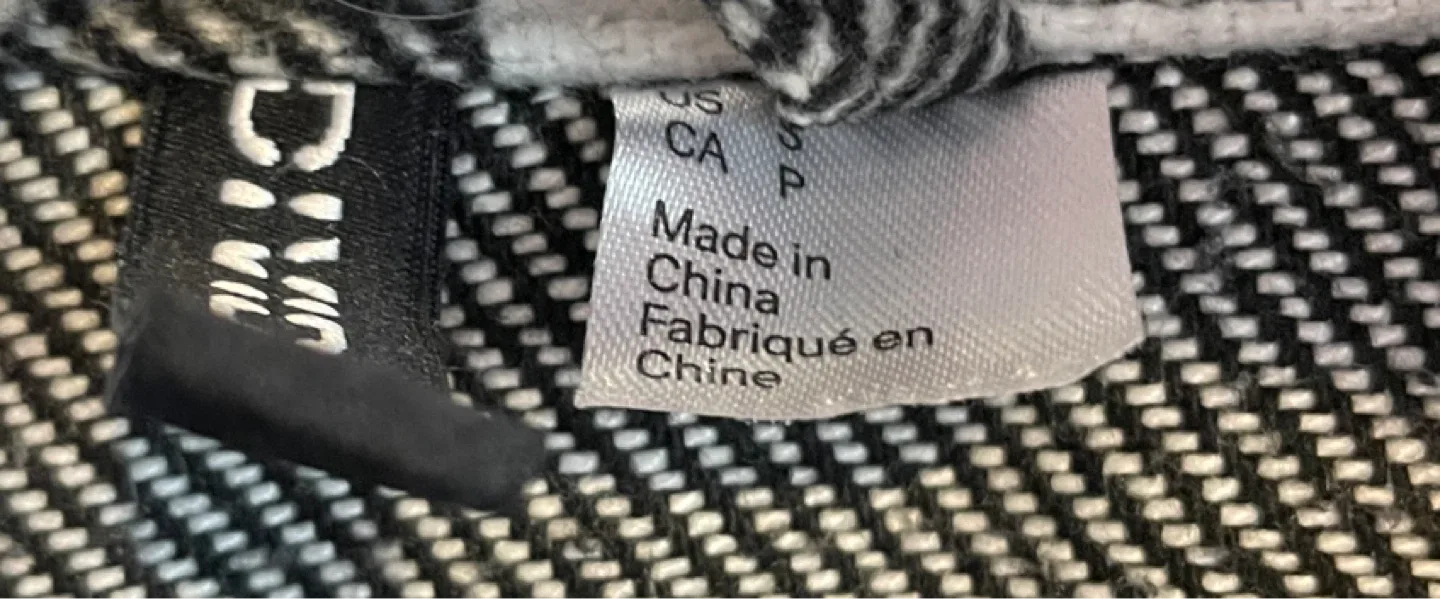 US S
CA P
Made in
China
Fabriqué en
Chine